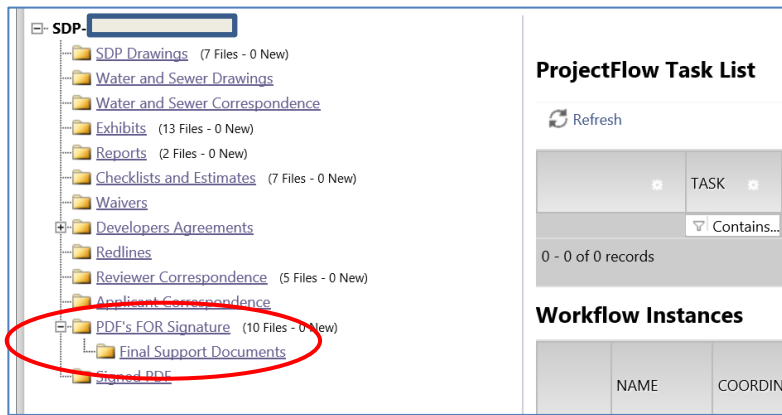 SDP-
SDP Drawings (7 Files - 0 New)
Water and Sewer Drawings
Water and Sewer Correspondence
Exhibits (13 Files - 0 New)
Reports (2 Files - 0 New)
Checklists and Estimates (7 Files - 0 New)
Waivers
Developers Agreements
Redlines
Reviewer Correspondence (5 Files - 0 New)
Applicant Correspondence
PDF's FOR Signature (10 Files - 0 New)
Final Support Documents
Signed PDF
ProjectFlow Task List
Refresh
TASK
Contains...
0 - 0 of 0 records
Workflow Instances
NAME COORDIN